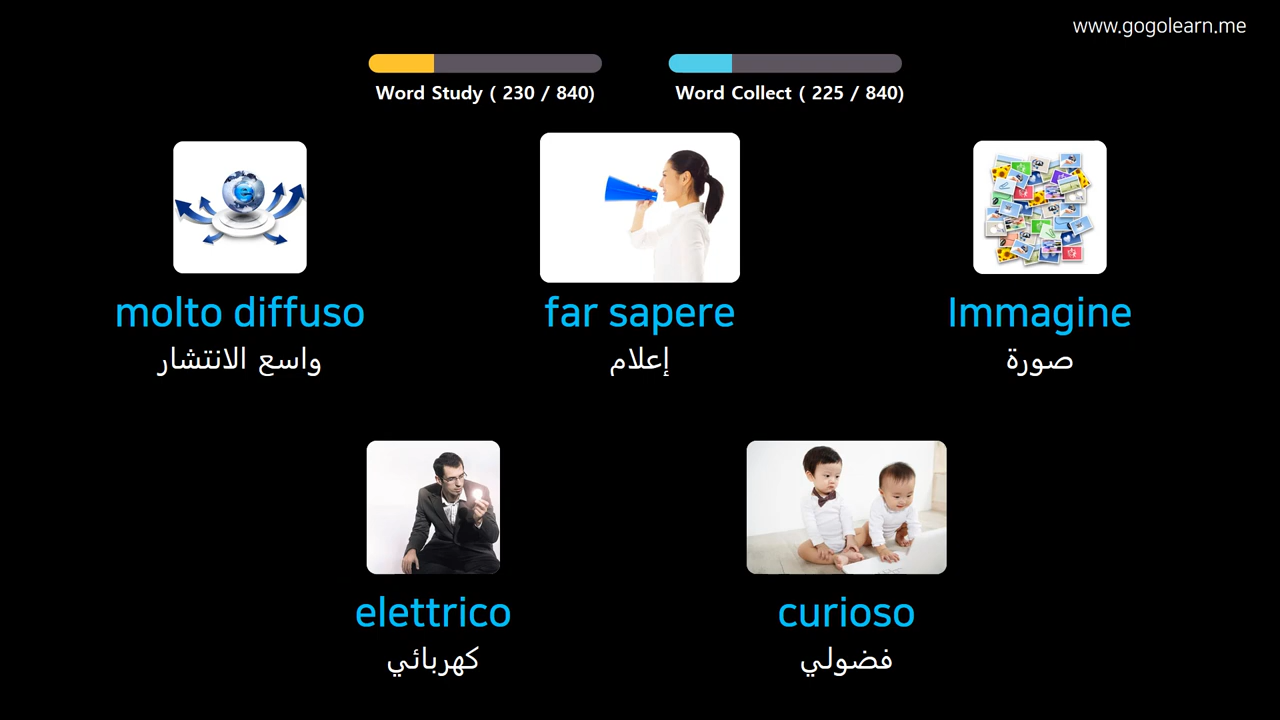 www.gogolearn.me
Word Study ( 230 / 840)
Word Collect ( 225 / 840)
molto diffuso
واسع الانتشار
far sapere
إعلام
Immagine
صورة
elettrico
كهربائي
curioso
فضولي